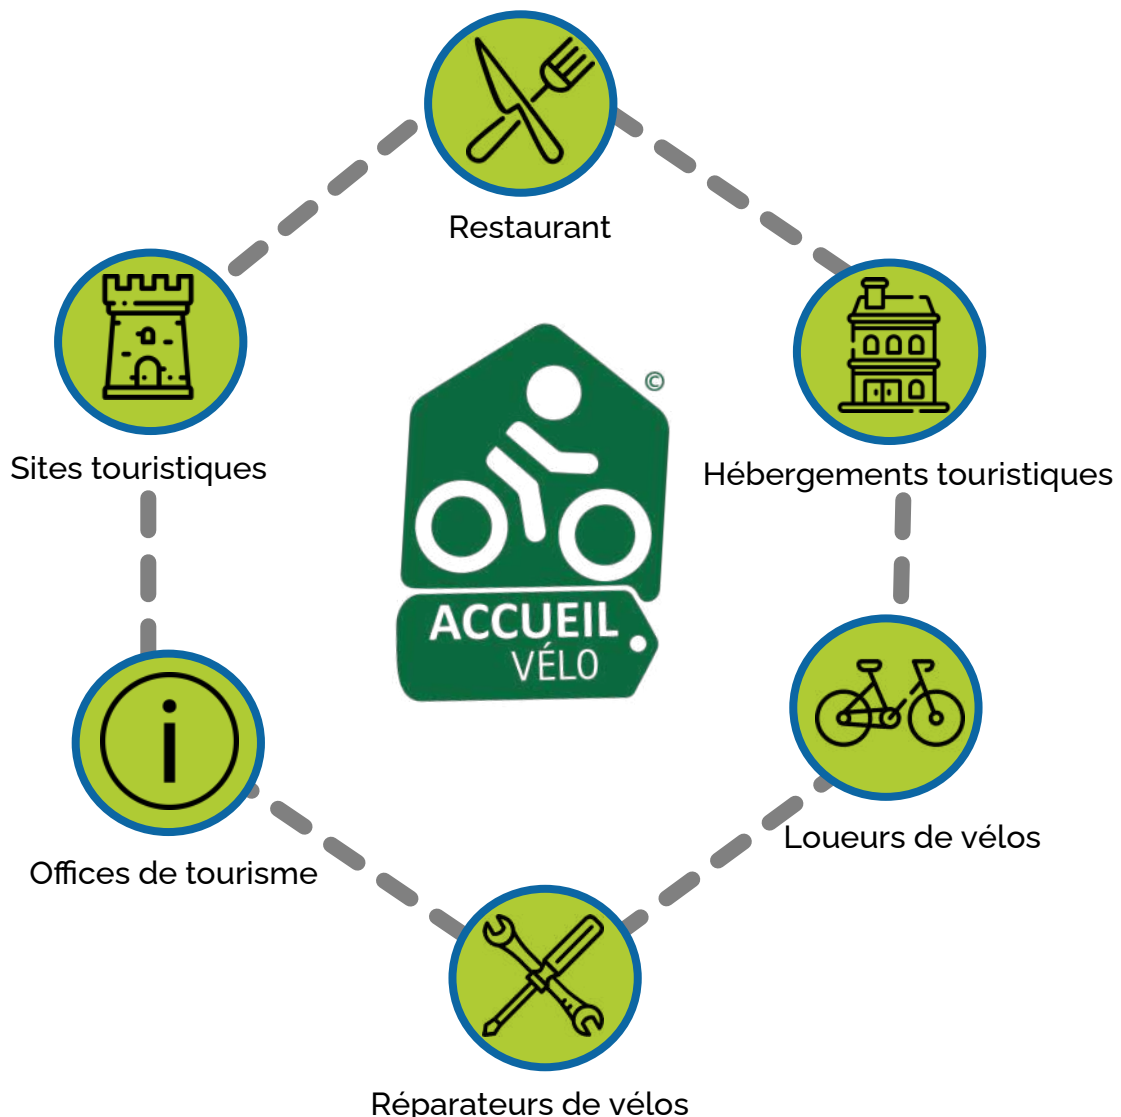 Restaurant
Sites touristiques
©
Hébergements touristiques
ACCUEIL
VÉLO
i
Loueurs de vélos
Offices de tourisme
Réparateurs de vélos